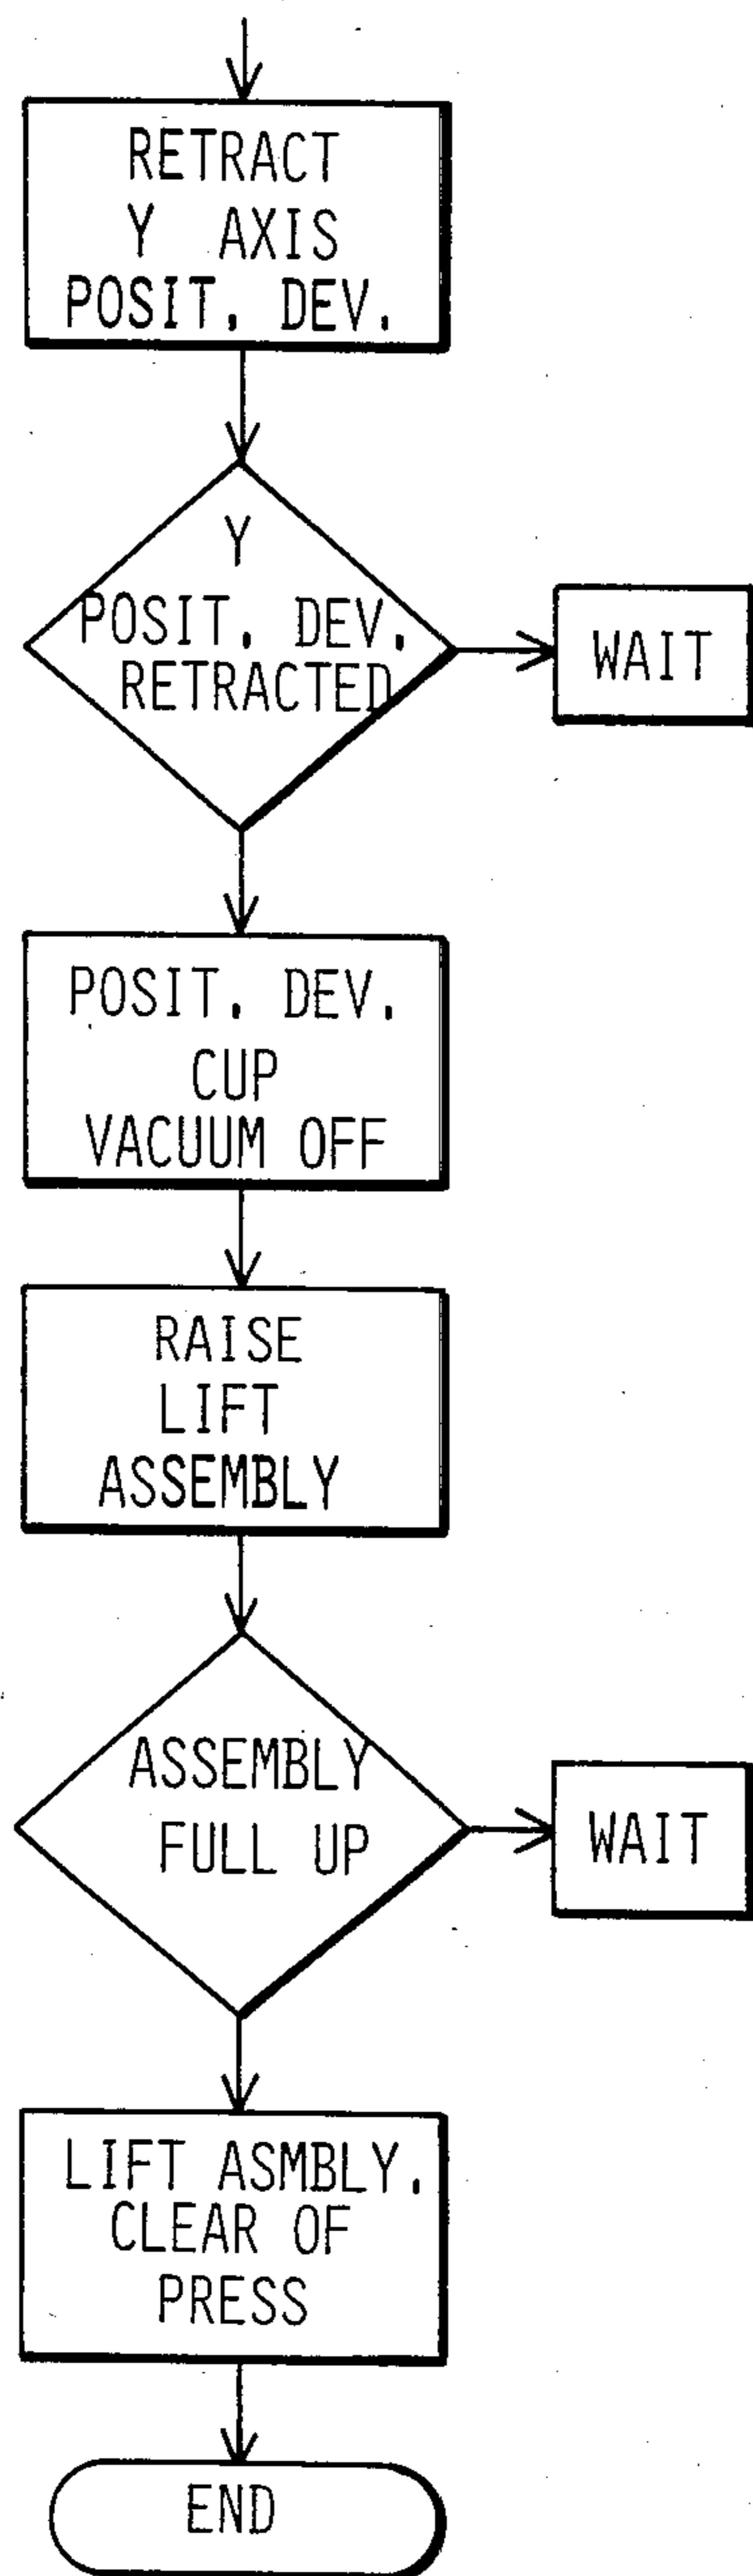 RETRACT
Y AXIS
POSIT. DEV.
Y
POSIT. DEV.
RETRACTED
WAIT
POSIT. DEV.
CUP
VACUUM OFF
RAISE
LIFT
ASSEMBLY
ASSEMBLY
FULL UP
WAIT
LIFT ASMBLY.
CLEAR OF
PRESS
END